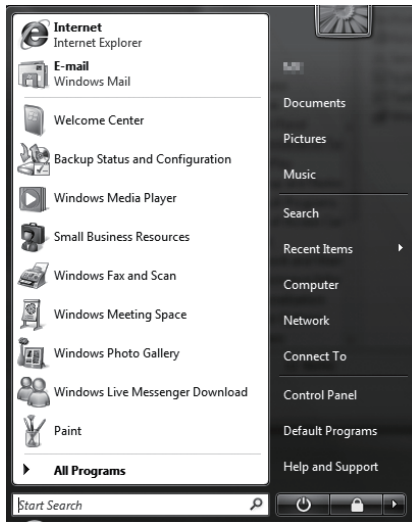 Internet
Internet Explorer
E-mail
Windows Mail
Welcome Center
Backup Status and Configuration
Windows Media Player
Small Business Resources
Windows Fax and Scan
Windows Meeting Space
Windows Photo Gallery
Windows Live Messenger Download
Paint
All Programs
Start Search
Documents
Pictures
Music
Search
Recent Items
Computer
Network
Connect To
Control Panel
Default Programs
Help and Support